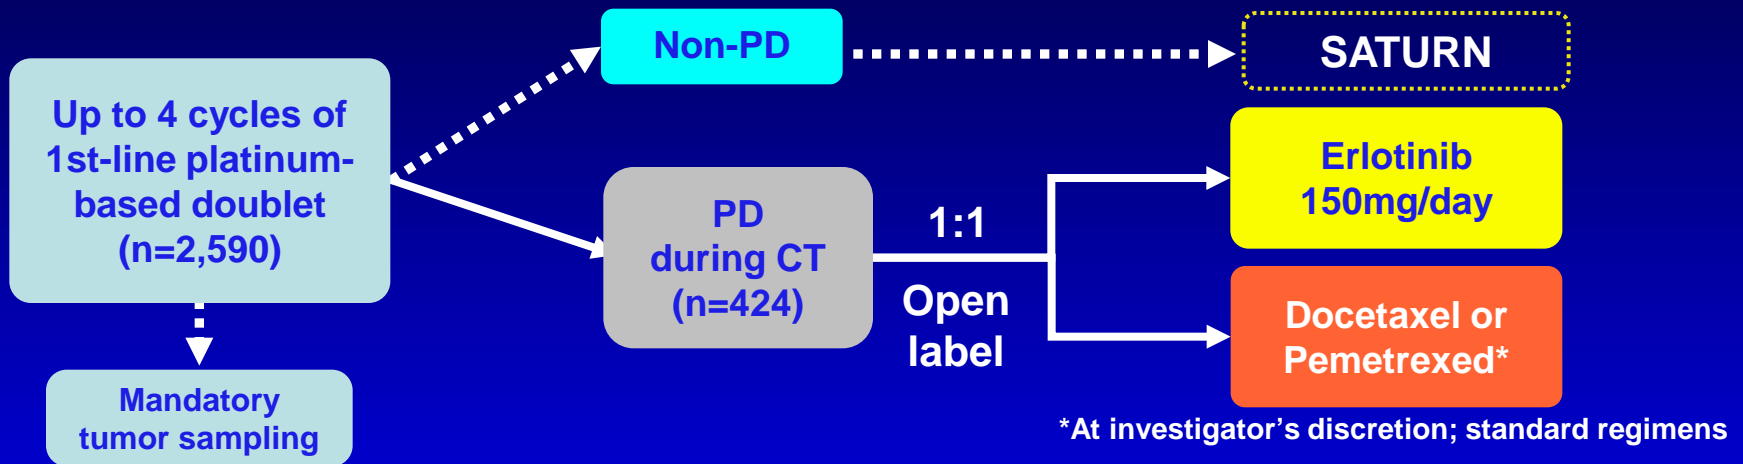 Up to 4 cycles of
1st-line platinum-
based doublet
(n=2,590)
Mandatory
tumor sampling
Non-PD
SATURN
PD
during CT
(n=424)
1:1
Open
label
Erlotinib
150mg/day
Docetaxel or
Pemetrexed*
*At investigator’s discretion; standard regimens